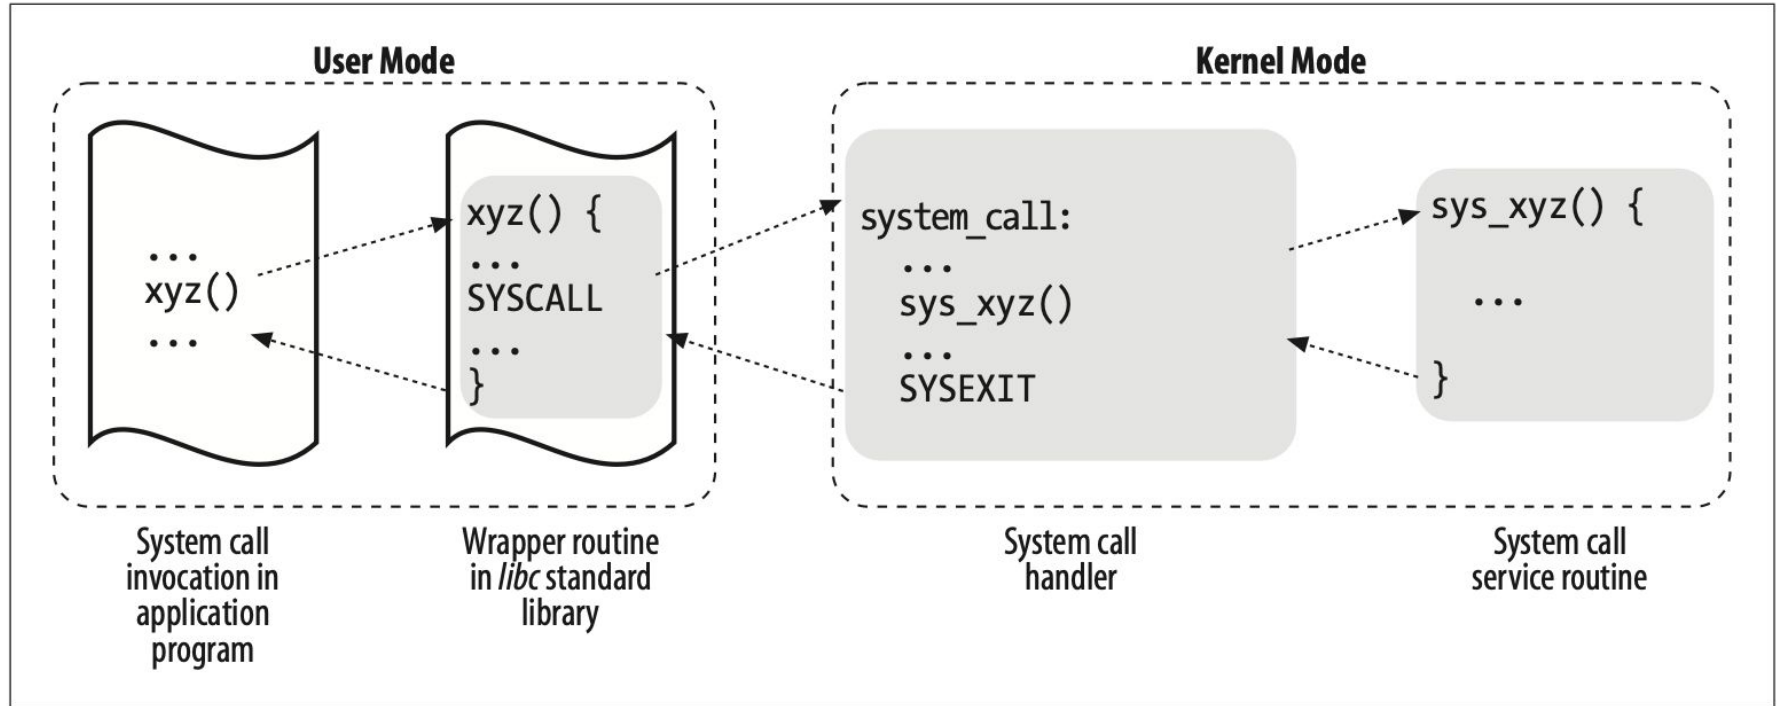 User Mode
Kernel Mode
...
xyz()
...
xyz() {
...
SYSCALL
...
}
system_call:
...
sys_xyz()
...
SYSEXIT
sys_xyz() {
...
}
System call
invocation in
application
program
Wrapper routine
in libc standard
library
System call
handler
System call
service routine